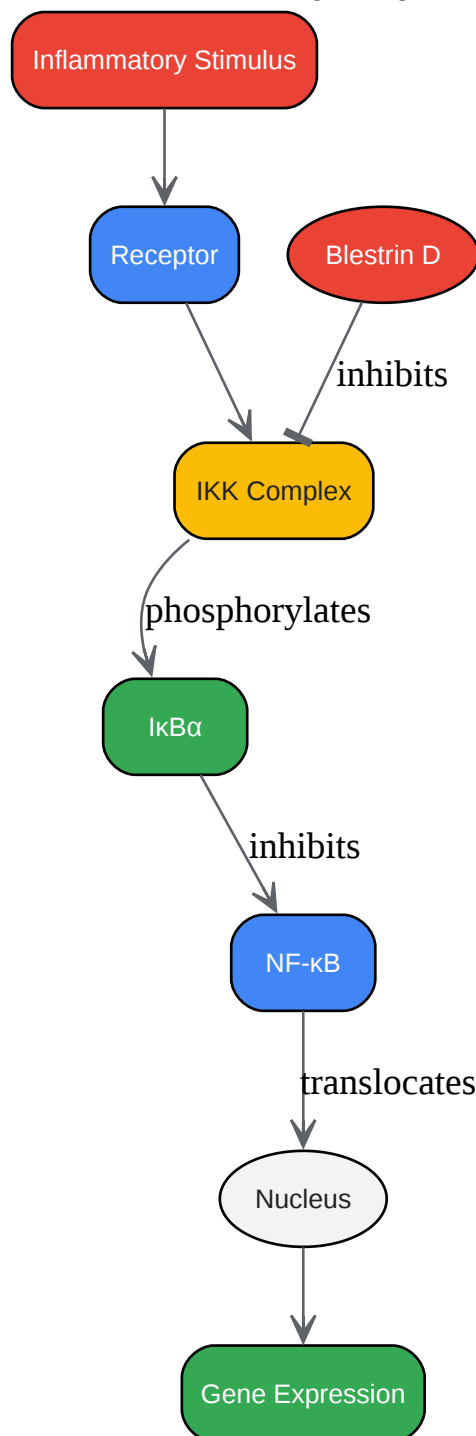 Inflammatory Stimulus
Receptor
Blestrin D
inhibits
IKK Complex
phosphorylates
IκBα
inhibits
NF-κB
translocates
Nucleus
Gene Expression